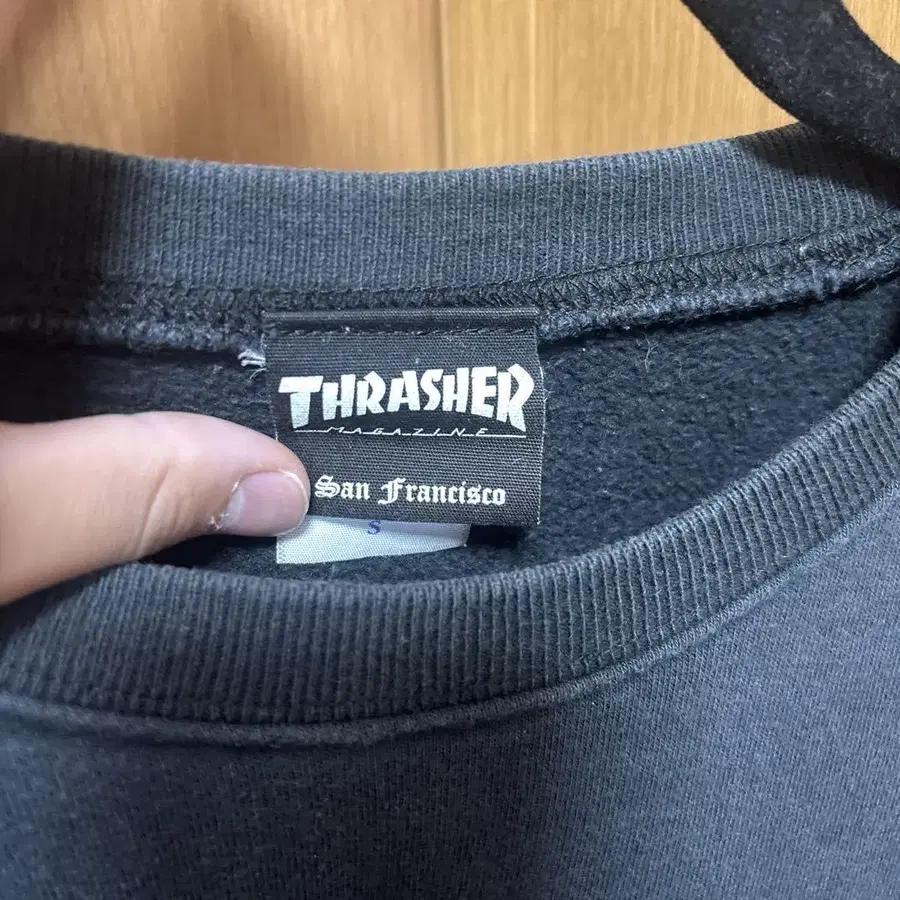 THRASHER
MAGAZINE
San Francisco
S